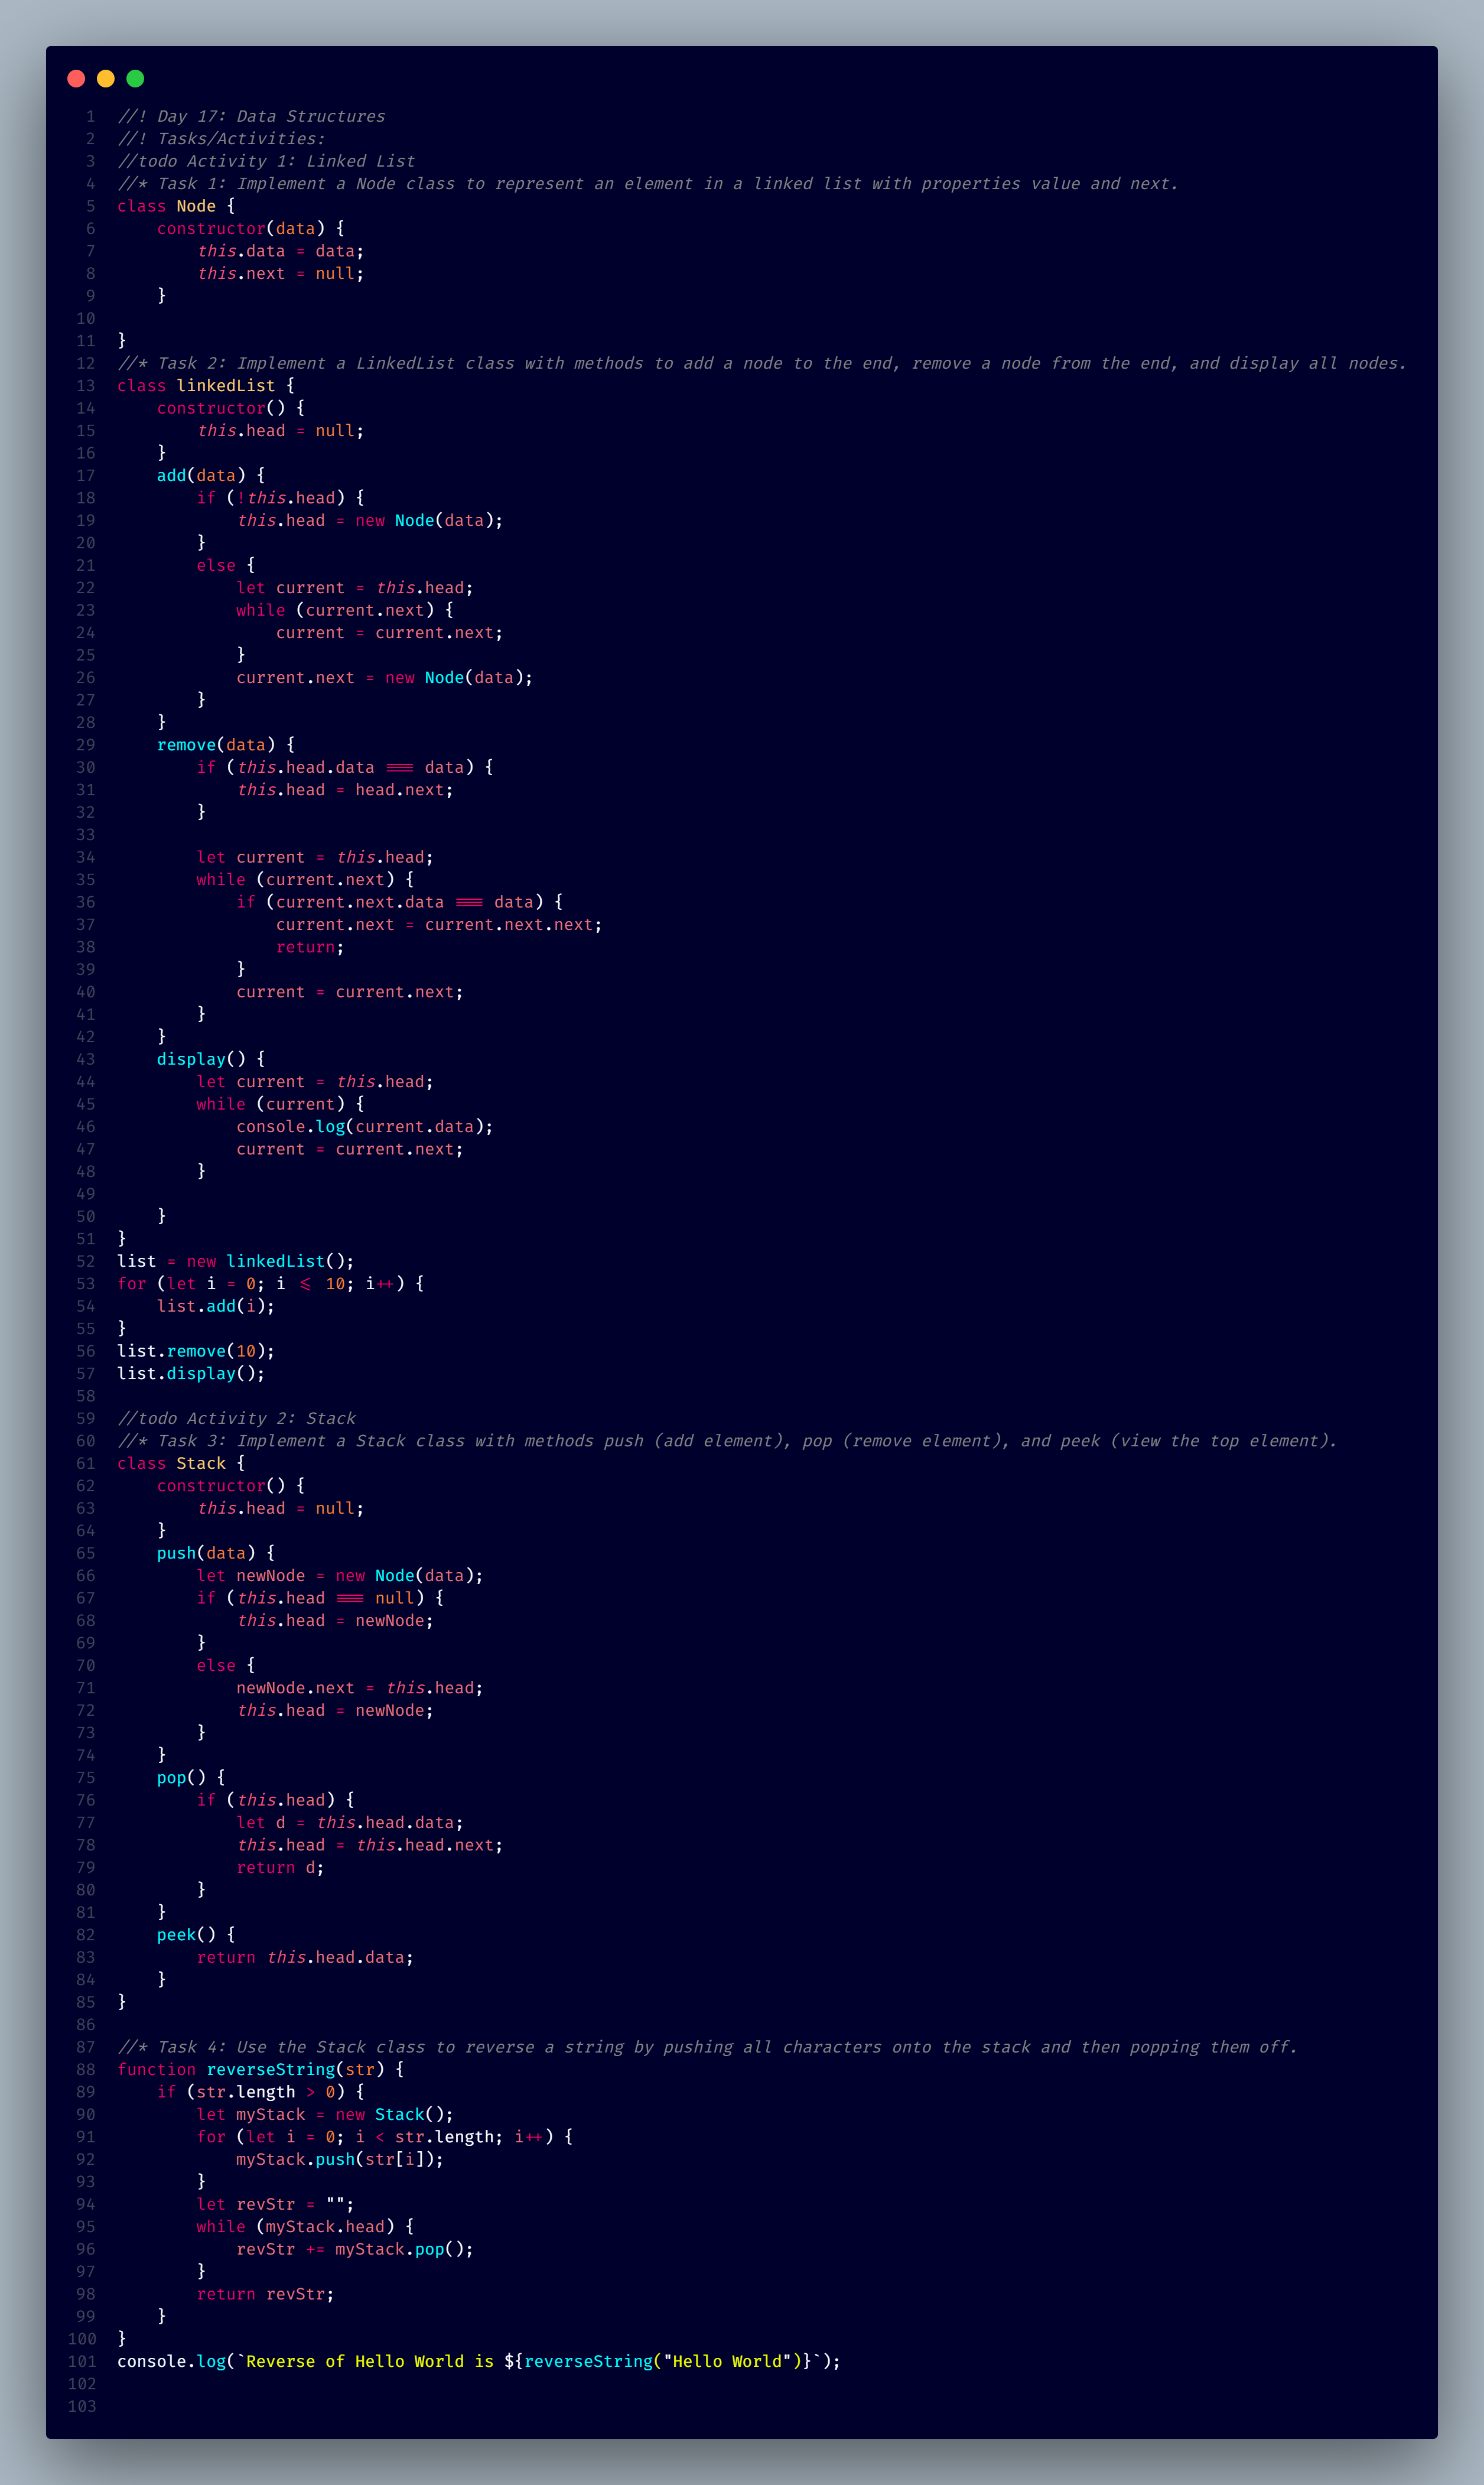 1 //! Day 17: Data Structures
2 //! Tasks/Activities:
3 //todo Activity 1: Linked List
4 //* Task 1: Implement a Node class to represent an element in a linked list with properties value and next.
5 class Node {
6     constructor(data) {
7         this.data = data;
8         this.next = null;
9     }
10
11 }
12 //* Task 2: Implement a LinkedList class with methods to add a node to the end, remove a node from the end, and display all nodes.
13 class linkedList {
14     constructor() {
15         this.head = null;
16     }
17     add(data) {
18         if (!this.head) {
19             this.head = new Node(data);
20         }
21         else {
22             let current = this.head;
23             while (current.next) {
24                 current = current.next;
25             }
26             current.next = new Node(data);
27         }
28     }
29     remove(data) {
30         if (this.head.data === data) {
31             this.head = head.next;
32         }
33
34         let current = this.head;
35         while (current.next) {
36             if (current.next.data === data) {
37                 current.next = current.next.next;
38                 return;
39             }
40             current = current.next;
41         }
42     }
43     display() {
44         let current = this.head;
45         while (current) {
46             console.log(current.data);
47             current = current.next;
48         }
49
50     }
51 }
52 list = new linkedList();
53 for (let i = 0; i <= 10; i++) {
54     list.add(i);
55 }
56 list.remove(10);
57 list.display();
58
59 //todo Activity 2: Stack
60 //* Task 3: Implement a Stack class with methods push (add element), pop (remove element), and peek (view the top element).
61 class Stack {
62     constructor() {
63         this.head = null;
64     }
65     push(data) {
66         let newNode = new Node(data);
67         if (this.head === null) {
68             this.head = newNode;
69         }
70         else {
71             newNode.next = this.head;
72             this.head = newNode;
73         }
74     }
75     pop() {
76         if (this.head) {
77             let d = this.head.data;
78             this.head = this.head.next;
79             return d;
80         }
81     }
82     peek() {
83         return this.head.data;
84     }
85 }
86
87 //* Task 4: Use the Stack class to reverse a string by pushing all characters onto the stack and then popping them off.
88 function reverseString(str) {
89     if (str.length > 0) {
90         let myStack = new Stack();
91         for (let i = 0; i < str.length; i++) {
92             myStack.push(str[i]);
93         }
94         let revStr = "";
95         while (myStack.head) {
96             revStr += myStack.pop();
97         }
98         return revStr;
99     }
100 }
101 console.log(`Reverse of Hello World is ${reverseString("Hello World")}`);
102
103